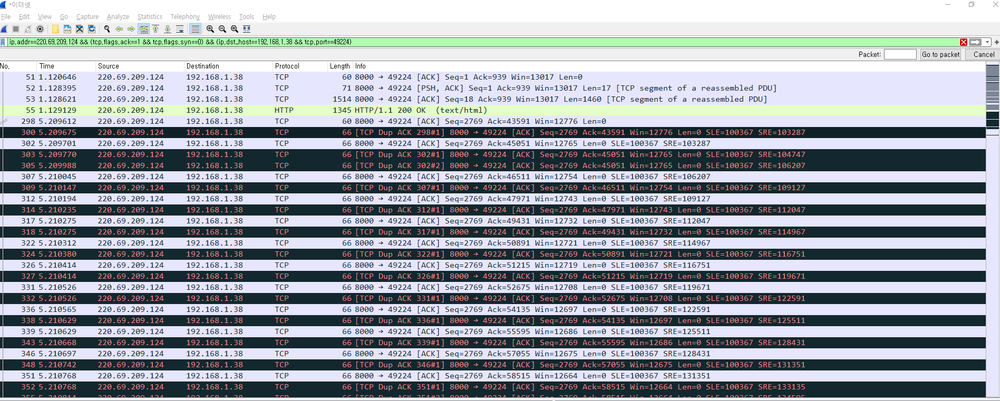 *이더넷
File Edit View Go Capture Analyze Statistics Telephony Wireless Tools Help
ip,addr==220,69,209,124 && (tcp,flags,ack==1 && tcp,flags,syn==0) && (ip,dst_host==192,168,1,38 && tcp,port==49224)
Packet: Go to packet Cancel
No, Time Source Destination Protocol Length Info
51 1.120646 220.69.209.124 192.168.1.38 TCP 60 8000 → 49224 [ACK] Seq=1 Ack=939 Win=13017 Len=0
52 1.128395 220.69.209.124 192.168.1.38 TCP 71 8000 → 49224 [PSH, ACK] Seq=1 Ack=939 Win=13017 Len=17 [TCP segment of a reassembled PDU]
53 1.128621 220.69.209.124 192.168.1.38 TCP 1514 8000 → 49224 [ACK] Seq=18 Ack=939 Win=13017 Len=1460 [TCP segment of a reassembled PDU]
55 1.129129 220.69.209.124 192.168.1.38 HTTP 1345 HTTP/1.1 200 OK (text/html)
298 5.209612 220.69.209.124 192.168.1.38 TCP 60 8000 → 49224 [ACK] Seq=2769 Ack=43591 Win=12776 Len=0
300 5.209675 220.69.209.124 192.168.1.38 TCP 66 [TCP Dup ACK 298#1] 8000 → 49224 [ACK] Seq=2769 Ack=43591 Win=12776 Len=0 SLE=100367 SRE=103287
302 5.209701 220.69.209.124 192.168.1.38 TCP 66 8000 → 49224 [ACK] Seq=2769 Ack=45051 Win=12765 Len=0 SLE=100367 SRE=103287
303 5.209770 220.69.209.124 192.168.1.38 TCP 66 [TCP Dup ACK 302#1] 8000 → 49224 [ACK] Seq=2769 Ack=45051 Win=12765 Len=0 SLE=100367 SRE=104747
305 5.209988 220.69.209.124 192.168.1.38 TCP 66 [TCP Dup ACK 302#2] 8000 → 49224 [ACK] Seq=2769 Ack=45051 Win=12765 Len=0 SLE=100367 SRE=106207
307 5.210045 220.69.209.124 192.168.1.38 TCP 66 8000 → 49224 [ACK] Seq=2769 Ack=46511 Win=12754 Len=0 SLE=100367 SRE=106207
309 5.210147 220.69.209.124 192.168.1.38 TCP 66 [TCP Dup ACK 307#1] 8000 → 49224 [ACK] Seq=2769 Ack=46511 Win=12754 Len=0 SLE=100367 SRE=109127
312 5.210194 220.69.209.124 192.168.1.38 TCP 66 8000 → 49224 [ACK] Seq=2769 Ack=47971 Win=12743 Len=0 SLE=100367 SRE=109127
314 5.210235 220.69.209.124 192.168.1.38 TCP 66 [TCP Dup ACK 312#1] 8000 → 49224 [ACK] Seq=2769 Ack=47971 Win=12743 Len=0 SLE=100367 SRE=112047
317 5.210275 220.69.209.124 192.168.1.38 TCP 66 8000 → 49224 [ACK] Seq=2769 Ack=49431 Win=12732 Len=0 SLE=100367 SRE=112047
318 5.210275 220.69.209.124 192.168.1.38 TCP 66 [TCP Dup ACK 317#1] 8000 → 49224 [ACK] Seq=2769 Ack=49431 Win=12732 Len=0 SLE=100367 SRE=114967
322 5.210312 220.69.209.124 192.168.1.38 TCP 66 8000 → 49224 [ACK] Seq=2769 Ack=50891 Win=12721 Len=0 SLE=100367 SRE=114967
324 5.210380 220.69.209.124 192.168.1.38 TCP 66 [TCP Dup ACK 322#1] 8000 → 49224 [ACK] Seq=2769 Ack=50891 Win=12721 Len=0 SLE=100367 SRE=116751
326 5.210414 220.69.209.124 192.168.1.38 TCP 66 8000 → 49224 [ACK] Seq=2769 Ack=51215 Win=12719 Len=0 SLE=100367 SRE=116751
327 5.210414 220.69.209.124 192.168.1.38 TCP 66 [TCP Dup ACK 326#1] 8000 → 49224 [ACK] Seq=2769 Ack=51215 Win=12719 Len=0 SLE=100367 SRE=119671
331 5.210526 220.69.209.124 192.168.1.38 TCP 66 8000 → 49224 [ACK] Seq=2769 Ack=52675 Win=12708 Len=0 SLE=100367 SRE=119671
332 5.210526 220.69.209.124 192.168.1.38 TCP 66 [TCP Dup ACK 331#1] 8000 → 49224 [ACK] Seq=2769 Ack=52675 Win=12708 Len=0 SLE=100367 SRE=122591
336 5.210565 220.69.209.124 192.168.1.38 TCP 66 8000 → 49224 [ACK] Seq=2769 Ack=54135 Win=12697 Len=0 SLE=100367 SRE=122591
338 5.210629 220.69.209.124 192.168.1.38 TCP 66 [TCP Dup ACK 336#1] 8000 → 49224 [ACK] Seq=2769 Ack=54135 Win=12697 Len=0 SLE=100367 SRE=125511
339 5.210629 220.69.209.124 192.168.1.38 TCP 66 8000 → 49224 [ACK] Seq=2769 Ack=55595 Win=12686 Len=0 SLE=100367 SRE=125511
343 5.210668 220.69.209.124 192.168.1.38 TCP 66 [TCP Dup ACK 339#1] 8000 → 49224 [ACK] Seq=2769 Ack=55595 Win=12686 Len=0 SLE=100367 SRE=128431
346 5.210697 220.69.209.124 192.168.1.38 TCP 66 8000 → 49224 [ACK] Seq=2769 Ack=57055 Win=12675 Len=0 SLE=100367 SRE=128431
348 5.210742 220.69.209.124 192.168.1.38 TCP 66 [TCP Dup ACK 346#1] 8000 → 49224 [ACK] Seq=2769 Ack=57055 Win=12675 Len=0 SLE=100367 SRE=131351
351 5.210768 220.69.209.124 192.168.1.38 TCP 66 8000 → 49224 [ACK] Seq=2769 Ack=58515 Win=12664 Len=0 SLE=100367 SRE=131351
352 5.210768 220.69.209.124 192.168.1.38 TCP 66 [TCP Dup ACK 351#1] 8000 → 49224 [ACK] Seq=2769 Ack=58515 Win=12664 Len=0 SLE=100367 SRE=133135